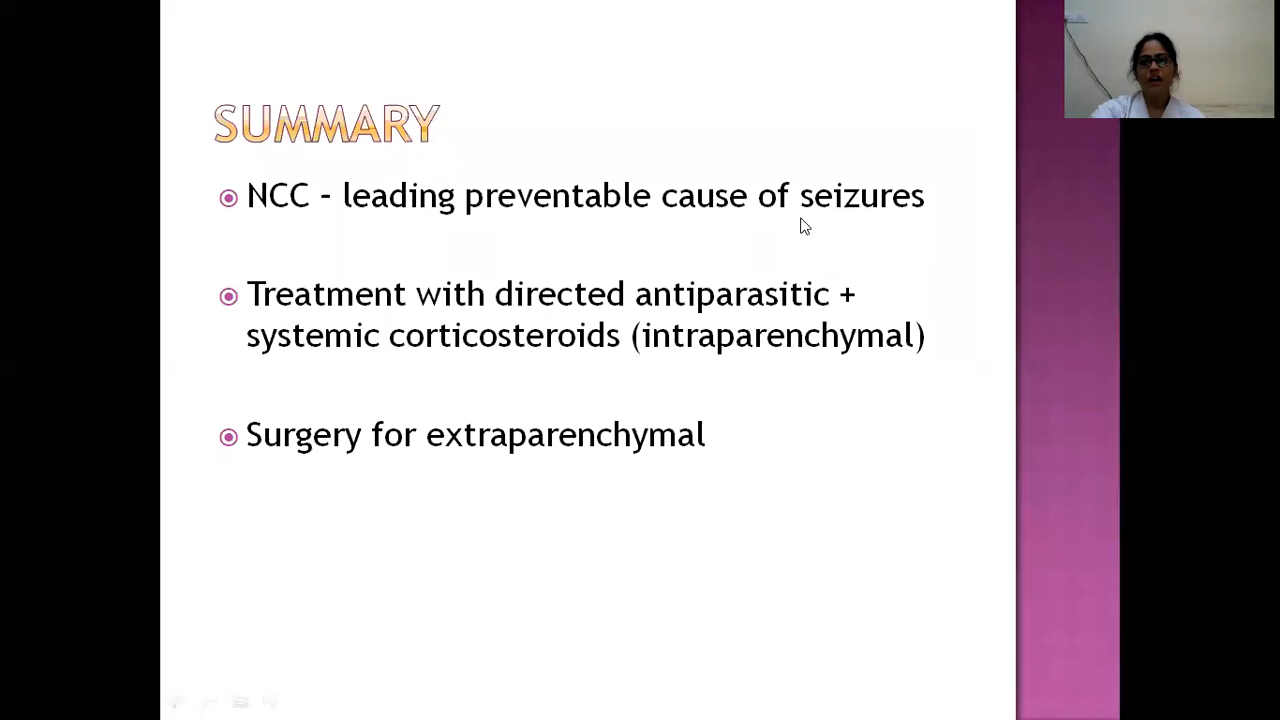 SUMMARY
NCC - leading preventable cause of seizures
Treatment with directed antiparasitic +
systemic corticosteroids (intraparenchymal)
Surgery for extraparenchymal